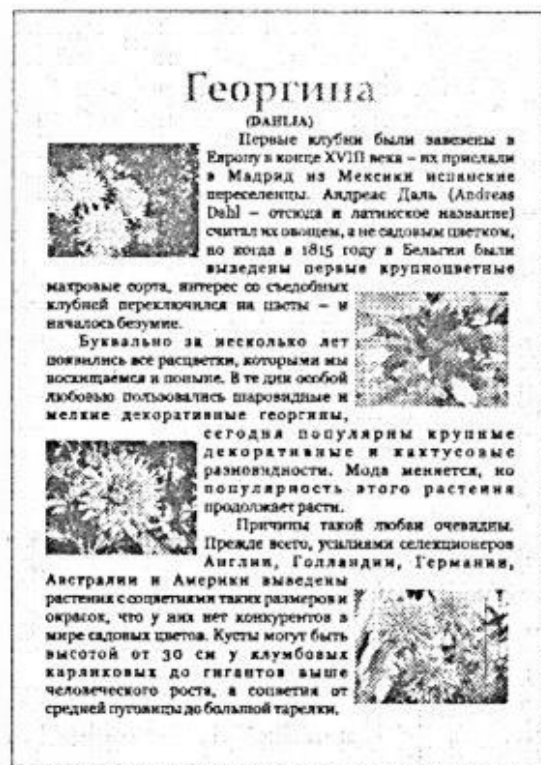 Георгина
(DAHLIA)
Первые клубни были завезены в
Европу в конце XVIII века – их прислали
в Мадрид из Мексики испанские
переселенцы. Андреас Даль (Andreas
Dahl – отсюда и латинское название)
считал их овощем, а не садовым цветком,
но когда в 1815 году в Бельгии были
выведены первые крупноцветные
махровые сорта, интерес со съедобных
клубней переключился на цветы – и
началось безумие.
Буквально за несколько лет
появились все расцветки, которыми мы
восхищаемся и поныне. В те дни особой
любовью пользовались шаровидные и
мелкие декоративные георгины,
сегодня популярны крупные
декоративные и кактусовые
разновидности. Мода меняется, но
популярность этого растения
продолжает расти.
Причины такой любви очевидны.
Прежде всего, усилиями селекционеров
Англии, Голландии, Германии,
Австралии и Америки выведены
растения с соцветиями таких размеров и
окрасок, что у них нет конкурентов в
мире садовых цветов. Кусты могут быть
высотой от 30 см у клумбовых
карликовых до гигантов выше
человеческого роста, а соцветия от
средней пуговицы до большой тарелки.